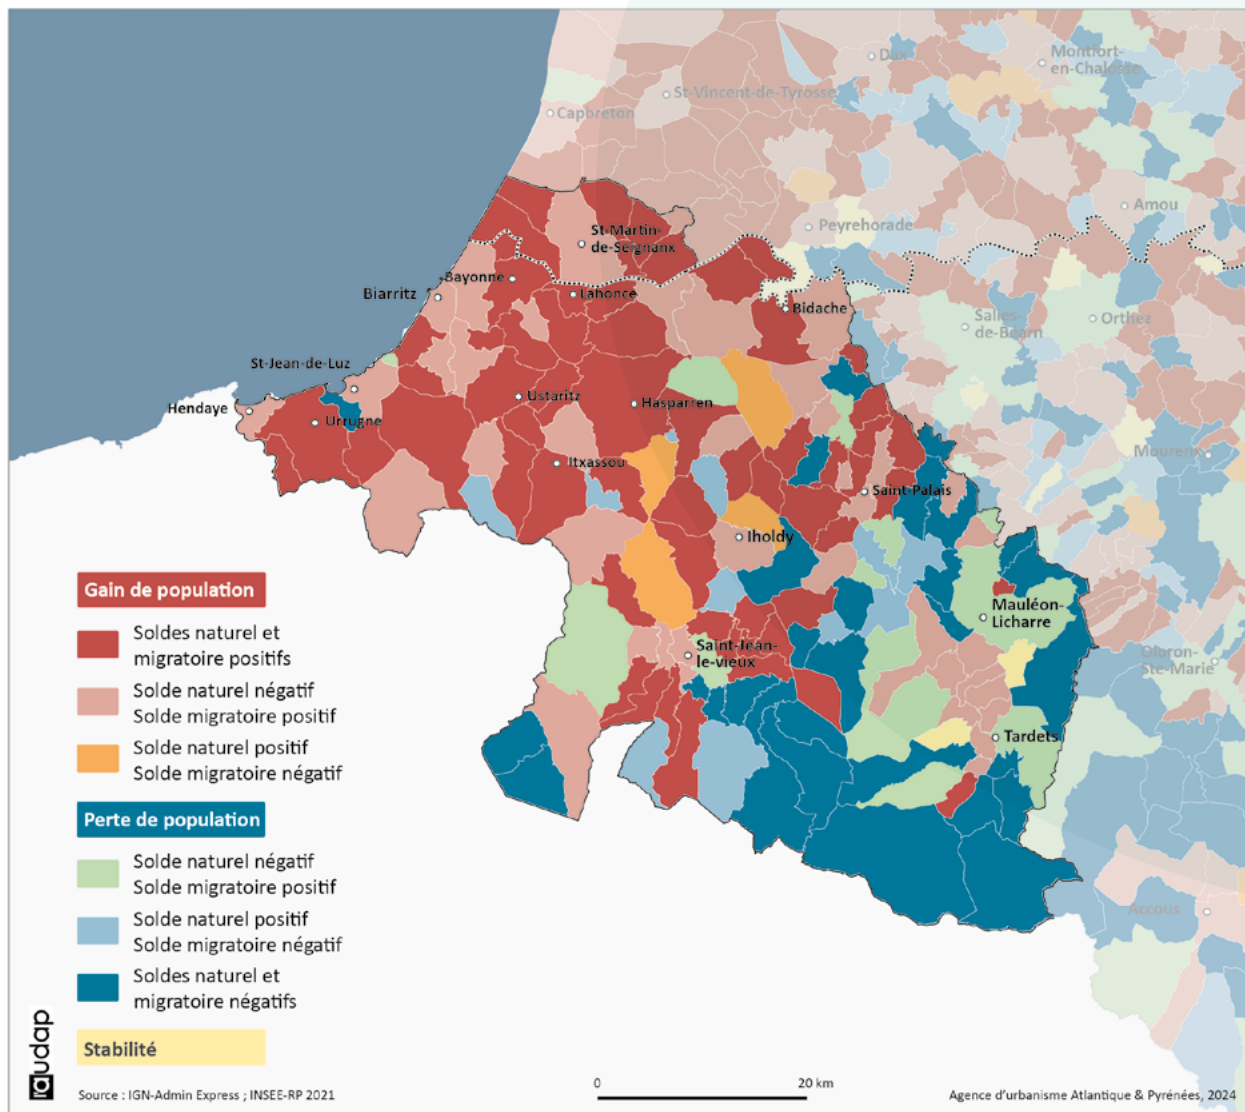 Dax
Montfort-
en-Chalosse
St-Vincent-de-Tyrosse
Capbreton
Amou
Peyrehorade
St-Martin-
de-Seignanx
Bayonne
Biarritz
Lahonce
Bidache
Salies-
de-Béarn
Orthez
St-Jean-de-Luz
Hendaye
Urrugne
Ustaritz
Hasparren
Mourenx
Itxassou
Saint-Palais
Iholdy
Mauléon-
Licharre
Saint-Jean-
le-vieux
Oloron-
Ste-Marie
Tardets
Accous
Gain de population
Soldes naturel et
migratoire positifs
Solde naturel négatif
Solde migratoire positif
Solde naturel positif
Solde migratoire négatif
Perte de population
Solde naturel négatif
Solde migratoire positif
Solde naturel positif
Solde migratoire négatif
Soldes naturel et
migratoire négatifs
Stabilité
l'audap
Source : IGN-Admin Express ; INSEE-RP 2021
0 20 km
Agence d'urbanisme Atlantique & Pyrénées, 2024